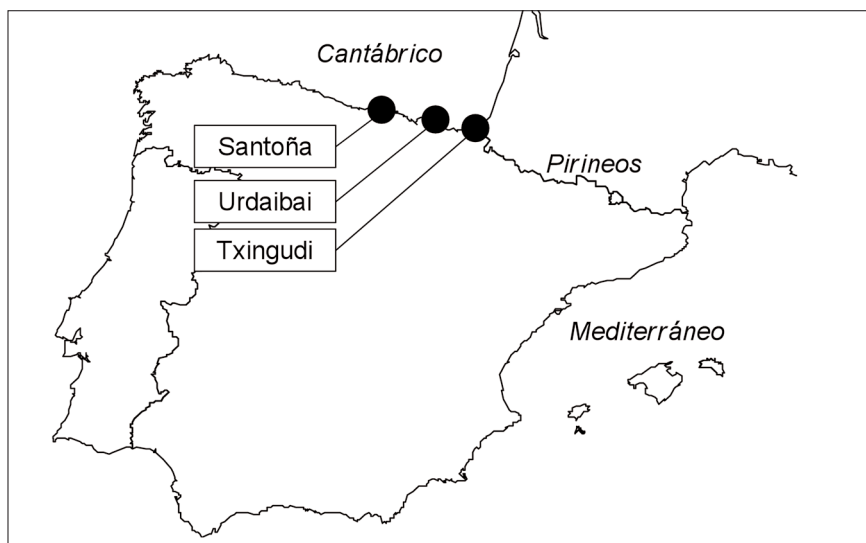 Cantábrico
Santoña
Pirineos
Urdaibai
Txingudi
Mediterráneo